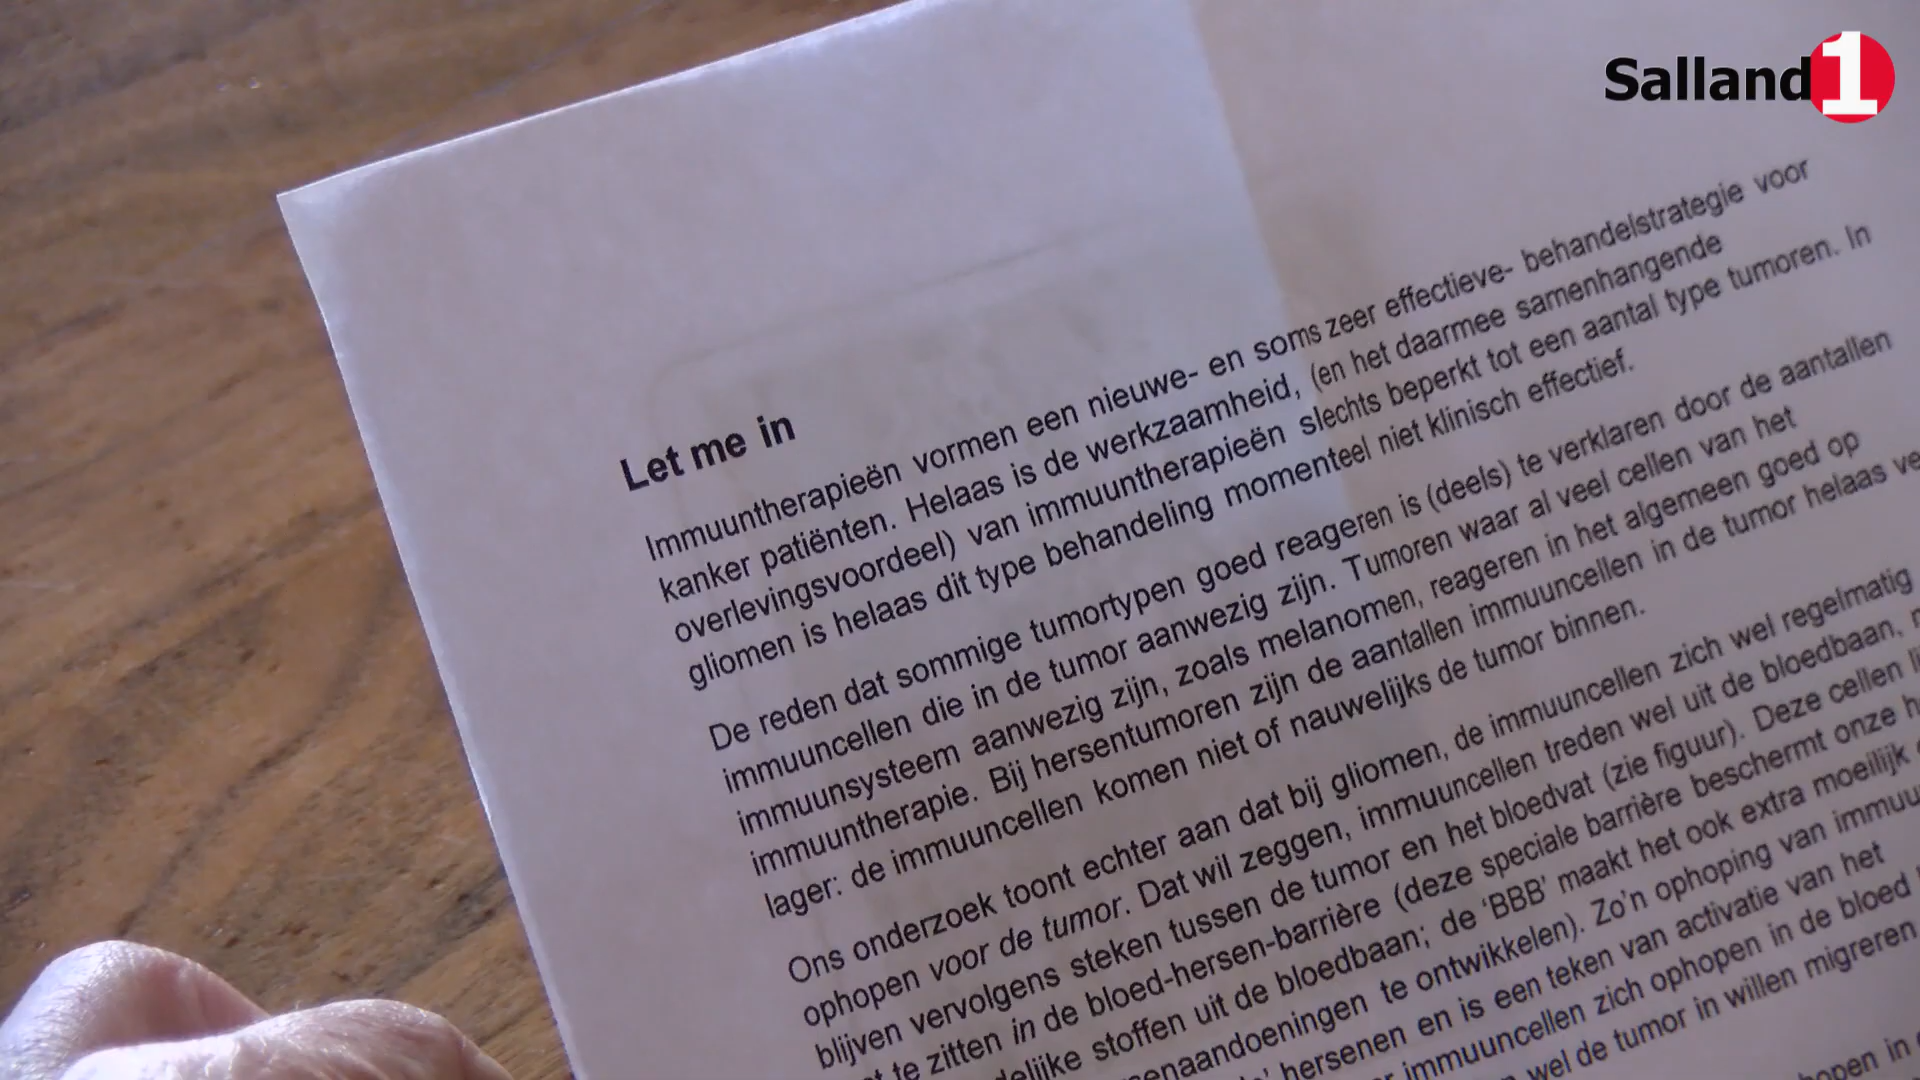 Salland1
Let me in
Immuuntherapieën vormen een nieuwe- en soms zeer effectieve- behandelstrategie voor
kanker patiënten. Helaas is de werkzaamheid, (en het daarmee samenhangende
overlevingsvoordeel) van immuuntherapieën slechts beperkt tot een aantal type tumoren. In
gliomen is helaas dit type behandeling momenteel niet klinisch effectief.
De reden dat sommige tumortypen goed reageren is (deels) te verklaren door de aantallen
immuuncellen die in de tumor aanwezig zijn. Tumoren waar al veel cellen van het
immuunsysteem aanwezig zijn, zoals melanomen, reageren in het algemeen goed op
immuuntherapie. Bij hersentumoren zijn de aantallen immuuncellen in de tumor helaas ve
lager: de immuuncellen komen niet of nauwelijks de tumor binnen.
Ons onderzoek toont echter aan dat bij gliomen, de immuuncellen zich wel regelmatig
ophopen voor de tumor. Dat wil zeggen, immuuncellen treden wel uit de bloedbaan,
blijven vervolgens steken tussen de tumor en het bloedvat (zie figuur). Deze cellen
te zitten in de bloed-hersen-barrière (deze speciale barrière beschermt onze
delijke stoffen uit de bloedbaan; de 'BBB' maakt het ook extra moeilijk
enaandoeningen te ontwikkelen). Zo'n ophoping van immuu
' hersenen en is een teken van activatie van het
immuuncellen zich ophopen in de bloed
wel de tumor in willen migreren
hopen in